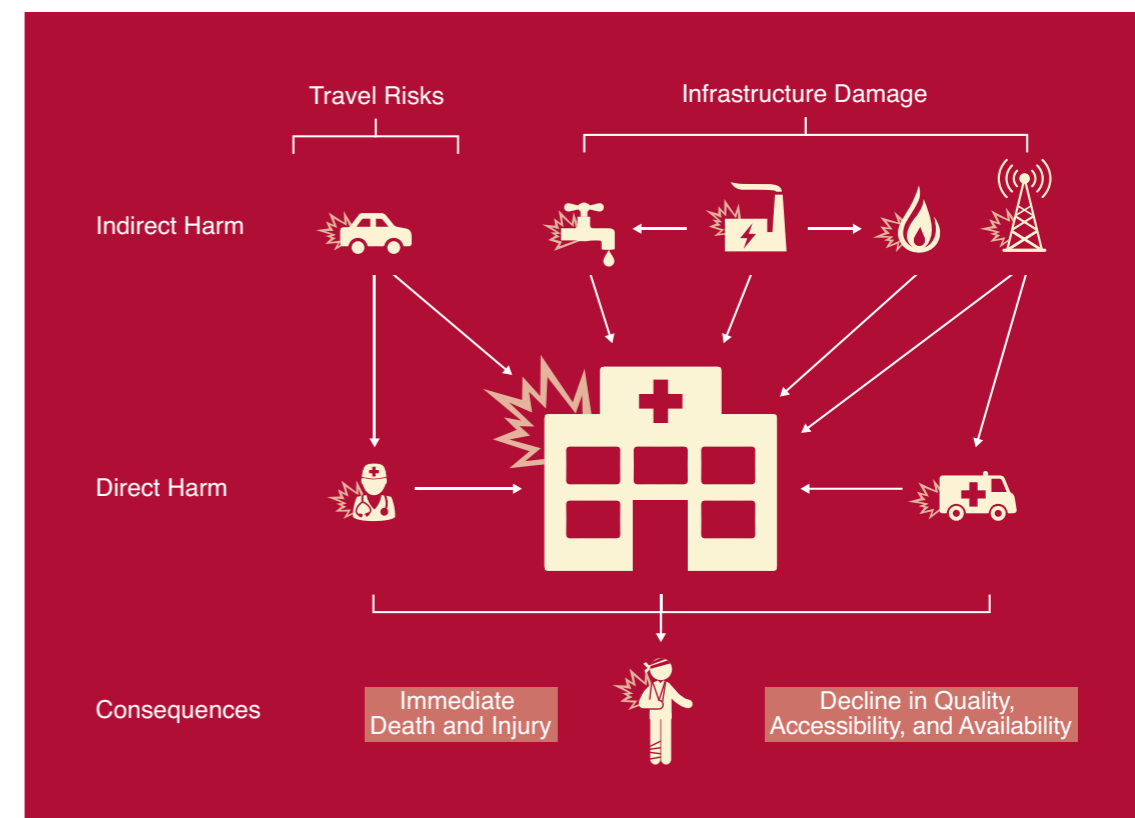 Travel Risks
Infrastructure Damage
Indirect Harm
Direct Harm
Consequences
Immediate
Death and Injury
Decline in Quality,
Accessibility, and Availability